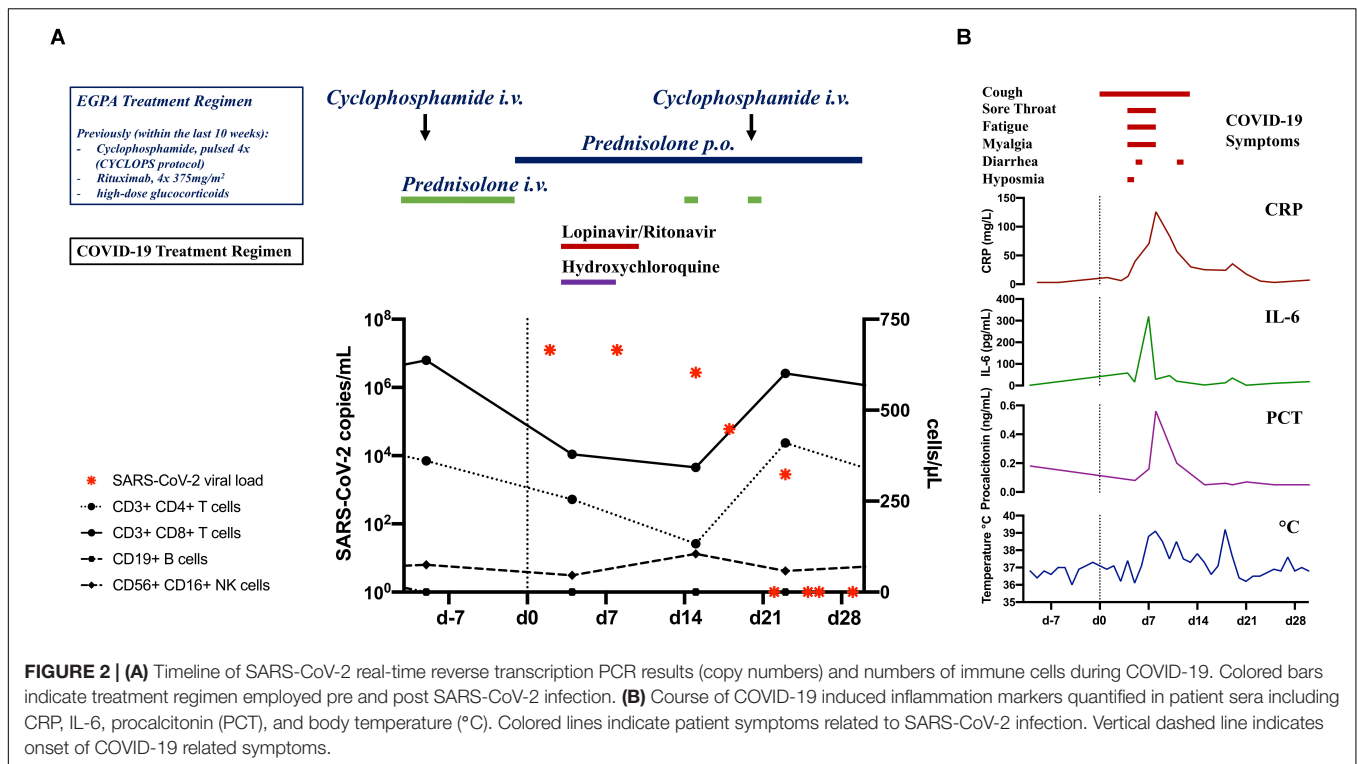 A
EGPA Treatment Regimen
Previously (within the last 10 weeks):
- Cyclophosphamide, pulsed 4x
(CYCLOPS protocol)
- Rituximab, 4x 375mg/m²
- high-dose glucocorticoids
COVID-19 Treatment Regimen
Cyclophosphamide i.v.
Cyclophosphamide i.v.
Prednisolone p.o.
Prednisolone i.v.
Lopinavir/Ritonavir
Hydroxychloroquine
SARS-CoV-2 viral load
CD3+ CD4+ T cells
CD3+ CD8+ T cells
CD19+ B cells
CD56+ CD16+ NK cells
SARS-CoV-2 copies/mL
10⁸
10⁶
10⁴
10²
10⁰
750
500
250
0
cells/µL
d-7 d0 d7 d14 d21 d28
B
Cough
Sore Throat
Fatigue
Myalgia
Diarrhea
Hyposmia
COVID-19
Symptoms
CRP
CRP (mg/L)
150
100
50
0
IL-6
IL-6 (pg/mL)
400
300
200
100
0
PCT
Procalcitonin (ng/mL)
0.6
0.4
0.2
0.0
°C
Temperature °C
40
39
38
37
36
35
d-7 d0 d7 d14 d21 d28
FIGURE 2 | (A) Timeline of SARS-CoV-2 real-time reverse transcription PCR results (copy numbers) and numbers of immune cells during COVID-19. Colored bars
indicate treatment regimen employed pre and post SARS-CoV-2 infection. (B) Course of COVID-19 induced inflammation markers quantified in patient sera including
CRP, IL-6, procalcitonin (PCT), and body temperature (°C). Colored lines indicate patient symptoms related to SARS-CoV-2 infection. Vertical dashed line indicates
onset of COVID-19 related symptoms.